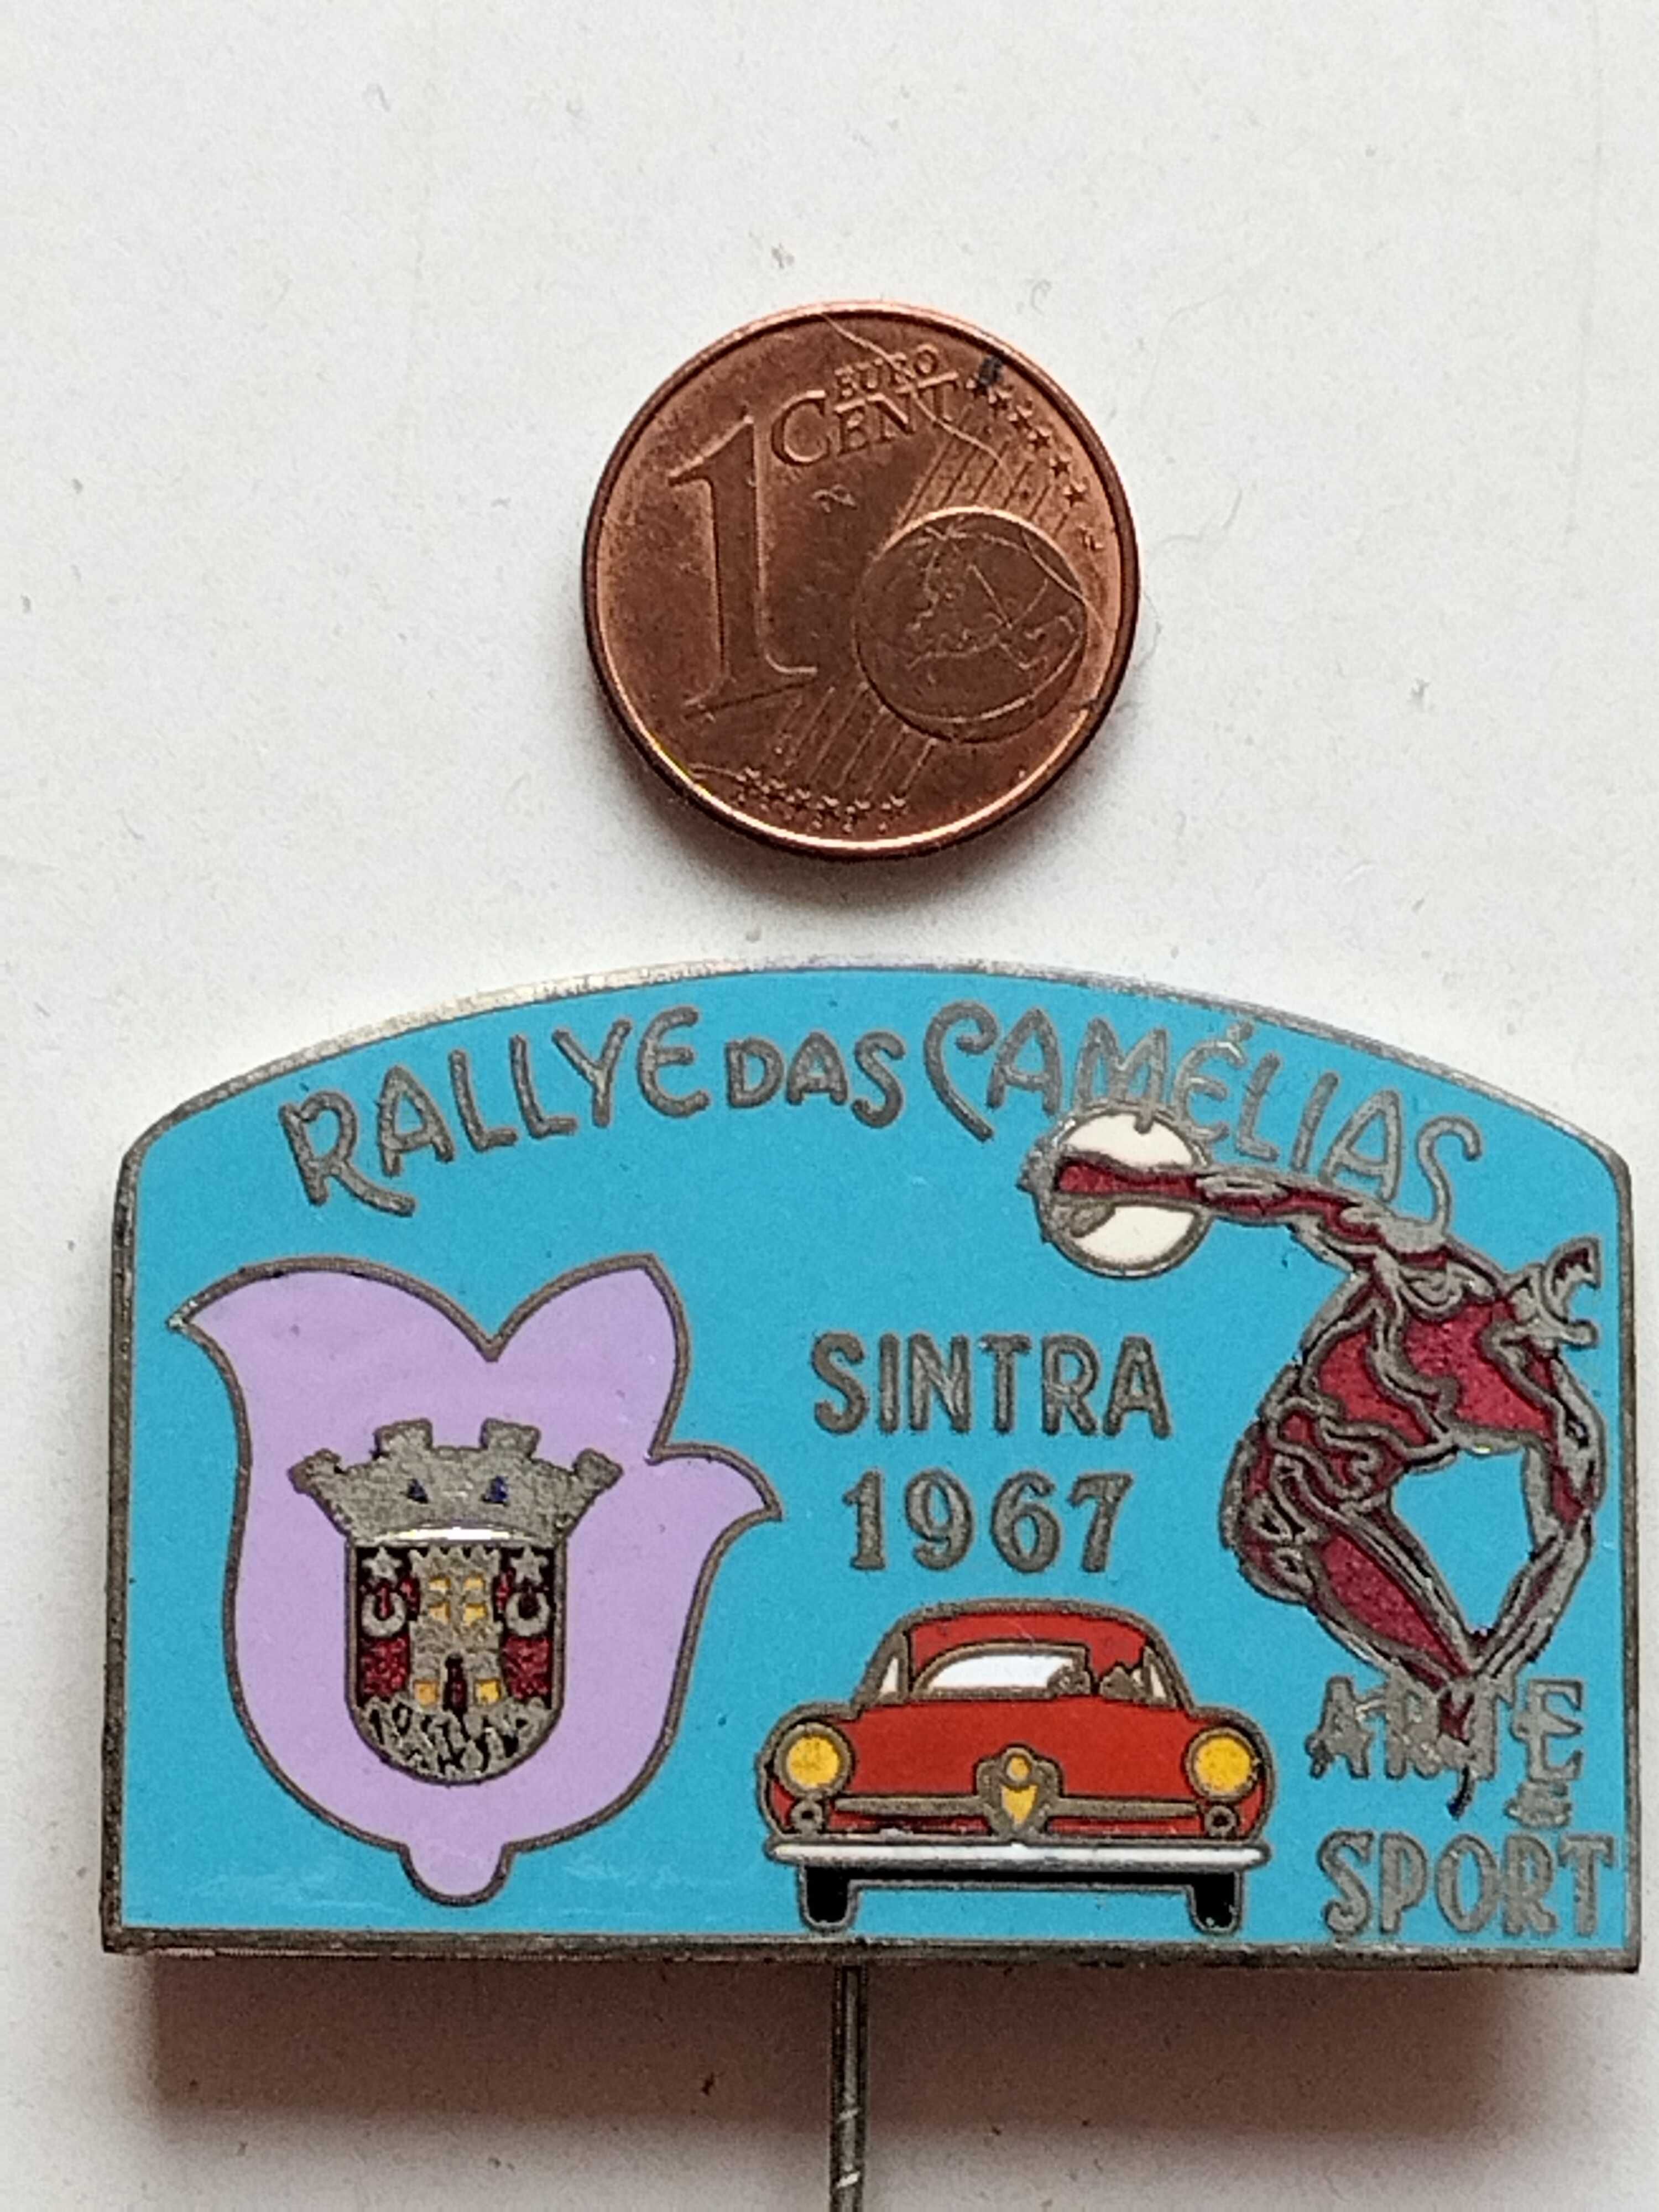 1 EURO
CENT
RALLYE DAS CAMÉLIAS
SINTRA
1967
ARTE
E
SPORT